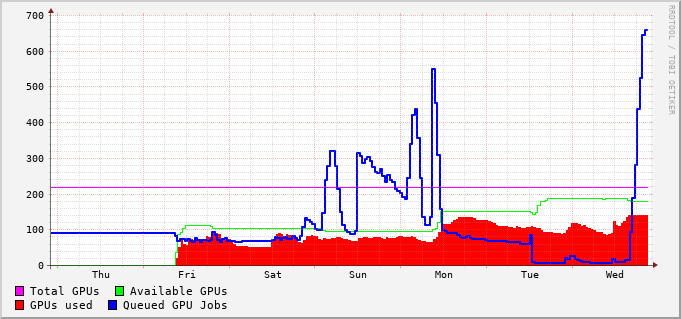 RRDTOOL / TOBI OETIKER
700
600
500
400
300
200
100
0
Thu Fri Sat Sun Mon Tue Wed
Total GPUs Available GPUs
GPUs used Queued GPU Jobs